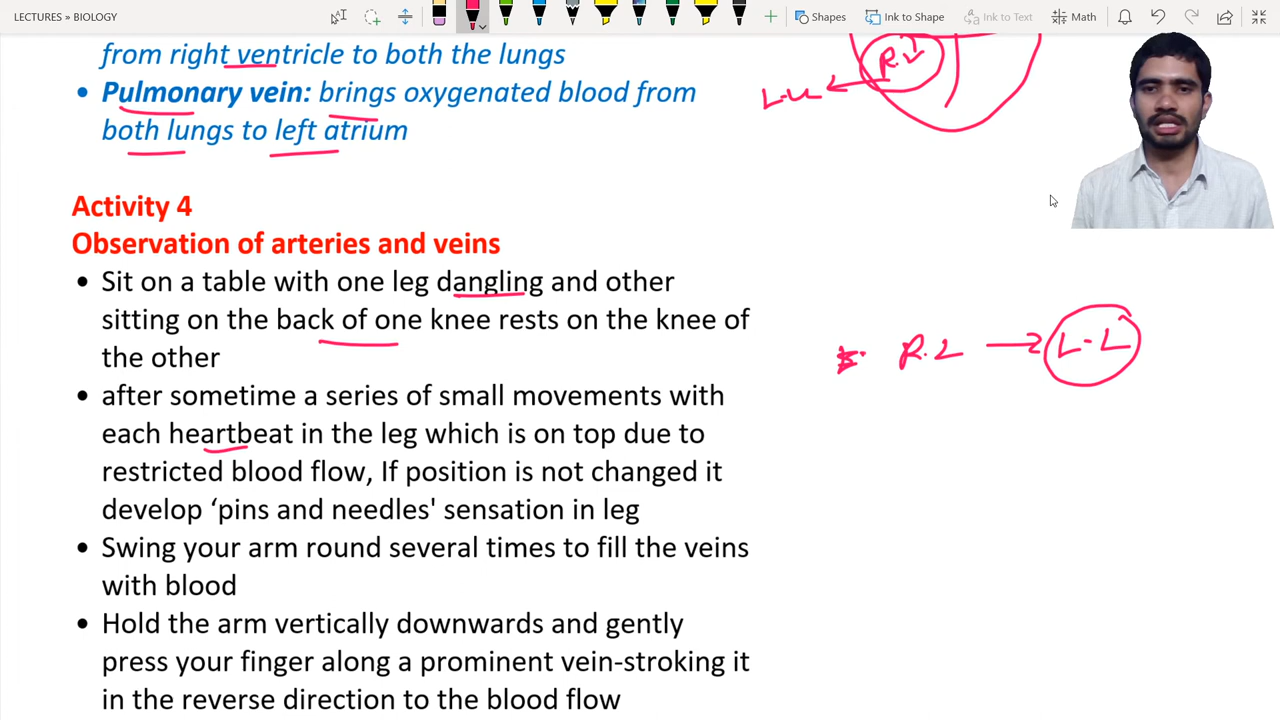 LECTURES » BIOLOGY
Shapes
Ink to Shape
Ink to Text
Math
from right ventricle to both the lungs
• Pulmonary vein: brings oxygenated blood from
both lungs to left atrium
Activity 4
Observation of arteries and veins
• Sit on a table with one leg dangling and other
sitting on the back of one knee rests on the knee of
the other
• after sometime a series of small movements with
each heartbeat in the leg which is on top due to
restricted blood flow, If position is not changed it
develop ‘pins and needles' sensation in leg
• Swing your arm round several times to fill the veins
with blood
• Hold the arm vertically downwards and gently
press your finger along a prominent vein-stroking it
in the reverse direction to the blood flow
R.L → L-L